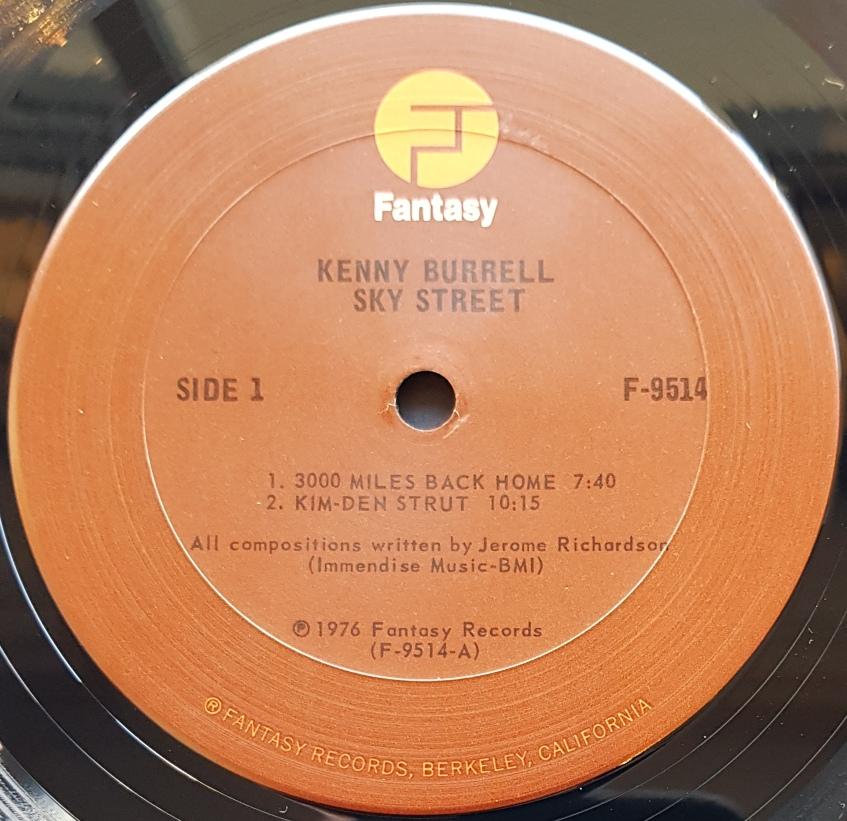 Fantasy
KENNY BURRELL
SKY STREET
SIDE 1
F-9514
1. 3000 MILES BACK HOME 7:40
2. KIM-DEN STRUT 10:15
All compositions written by Jerome Richardson
(Immendise Music-BMI)
℗ 1976 Fantasy Records
(F-9514-A)
® FANTASY RECORDS, BERKELEY, CALIFORNIA